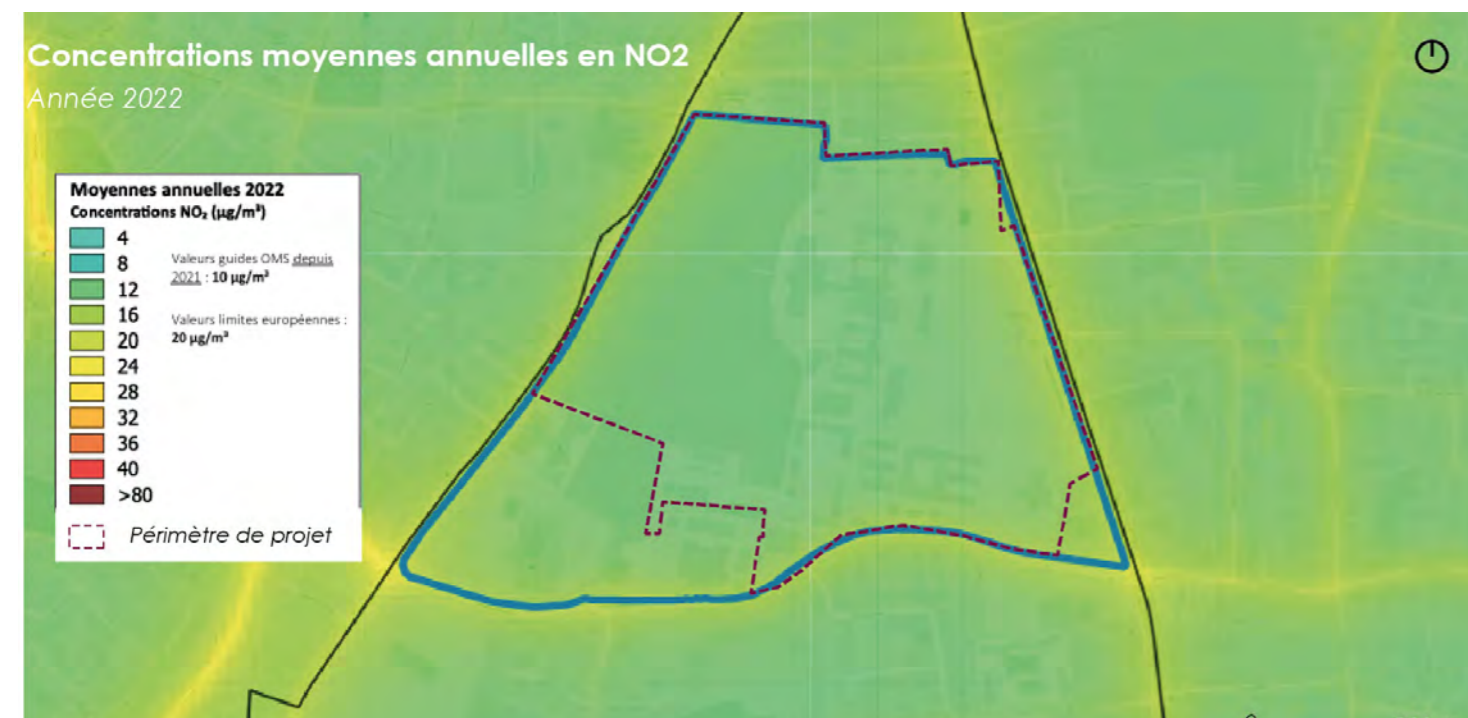 Concentrations moyennes annuelles en NO2
Année 2022
Moyennes annuelles 2022
Concentrations NO₂ (µg/m³)
4
8
12
16
20
24
28
32
36
40
>80
Valeurs guides OMS depuis
2021 : 10 µg/m³
Valeurs limites européennes :
20 µg/m³
Périmètre de projet